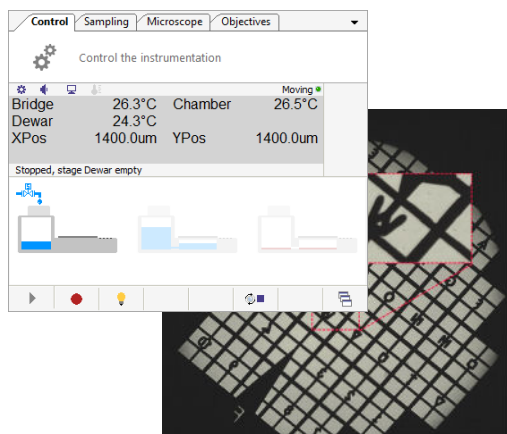 Control Sampling Microscope Objectives
Control the instrumentation
Moving
Bridge 26.3°C Chamber 26.5°C
Dewar 24.3°C
XPos 1400.0um YPos 1400.0um
Stopped, stage Dewar empty